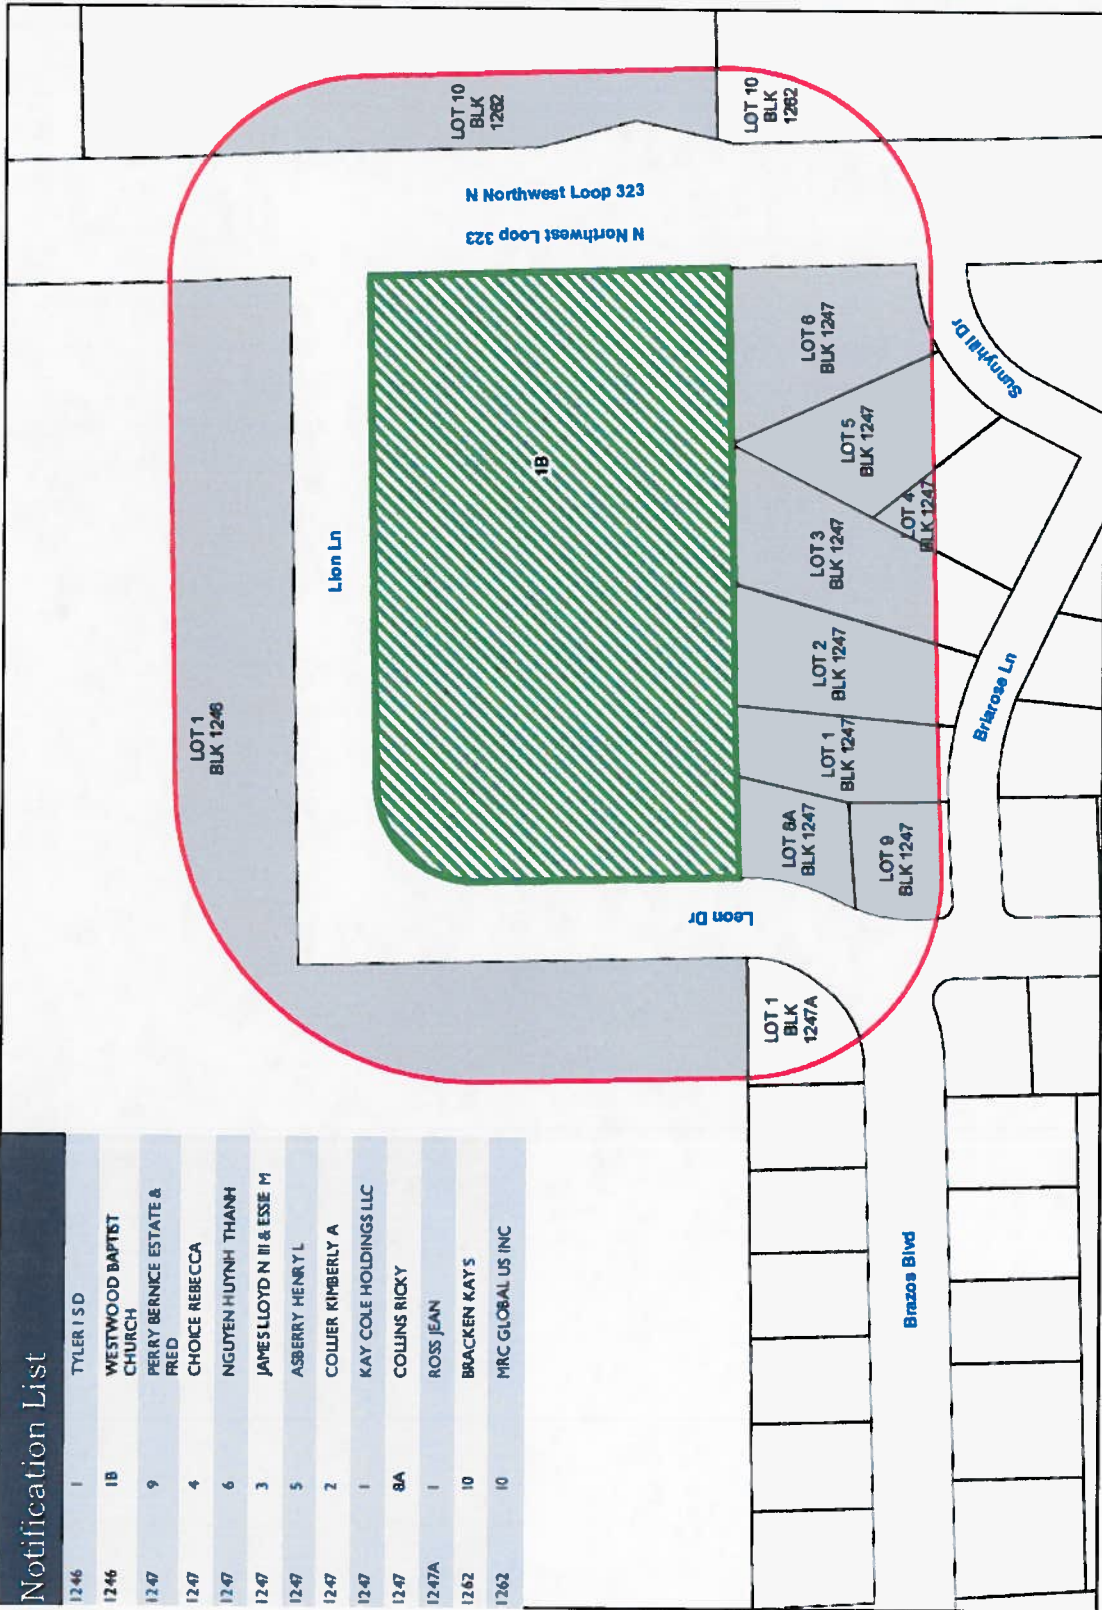 Notification List
1246 1 TYLER I S D
1246 1B WESTWOOD BAPTIST
CHURCH
1247 9 PERRY BERNICE ESTATE &
FRED
1247 4 CHOICE REBECCA
1247 6 NGUYEN HUYNH THANH
1247 3 JAMES LLOYD N III & ESSIE M
1247 5 ASBERRY HENRY L
1247 2 COLLIER KIMBERLY A
1247 1 KAY COLE HOLDINGS LLC
1247 8A COLLINS RICKY
1247A 1 ROSS JEAN
1262 10 BRACKEN KAY S
1262 10 MRC GLOBAL US INC
LOT 1
BLK 1246
Lion Ln
1B
N Northwest Loop 323
N Northwest Loop 323
LOT 10
BLK
1262
LOT 10
BLK
1262
Leon Dr
LOT 1
BLK
1247A
LOT 8A
BLK 1247
LOT 9
BLK 1247
LOT 1
BLK 1247
LOT 2
BLK 1247
LOT 3
BLK 1247
LOT 4
BLK 1247
LOT 5
BLK 1247
LOT 6
BLK 1247
Sunnyhill Dr
Briarose Ln
Brazos Blvd